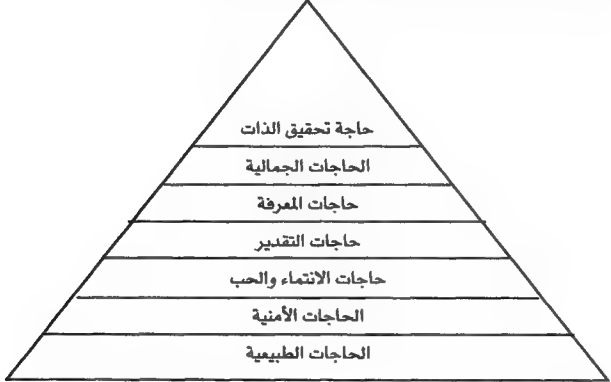 حاجة تحقيق الذات
الحاجات الجمالية
حاجات المعرفة
حاجات التقدير
حاجات الانتماء والحب
الحاجات الأمنية
الحاجات الطبيعية